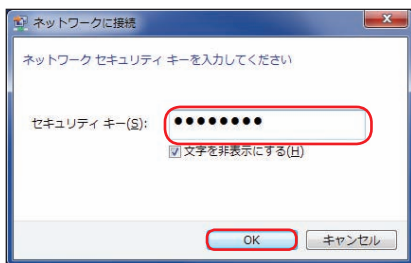 ネットワークに接続
ネットワーク セキュリティ キーを入力してください
セキュリティ キー(S): ●●●●●●●●
文字を非表示にする(H)
OK キャンセル